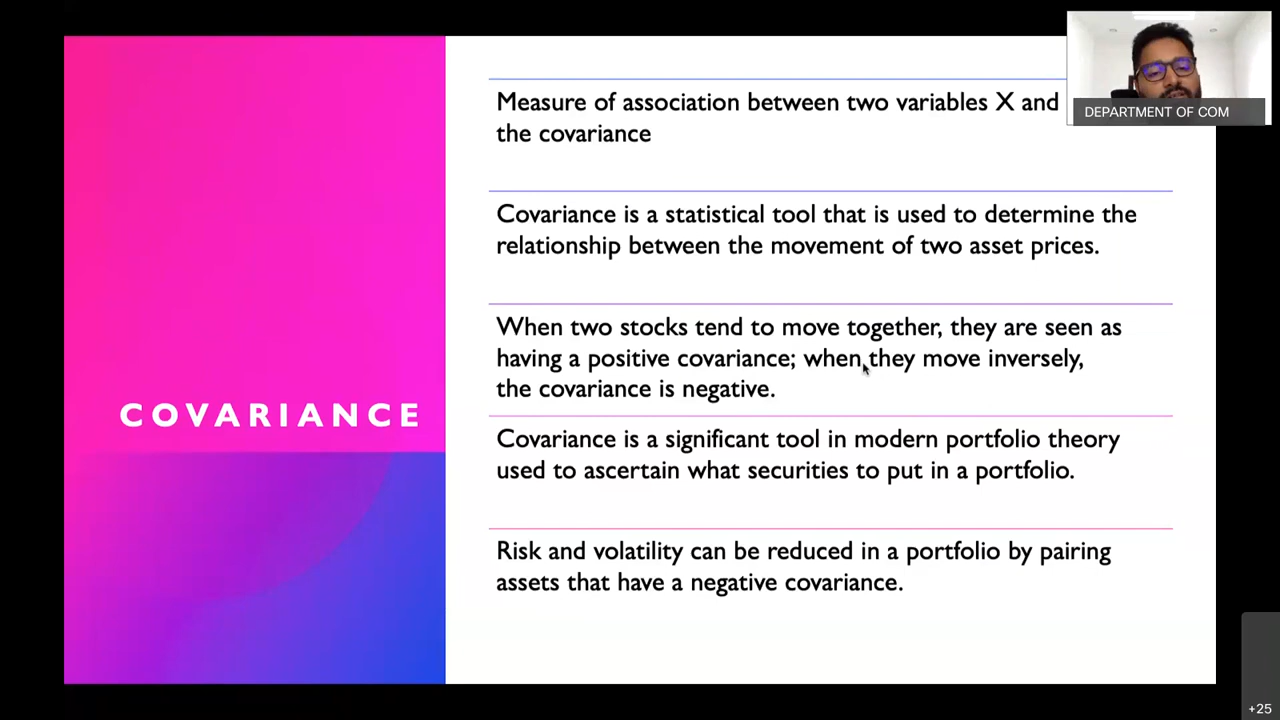 COVARIANCE
Measure of association between two variables X and
the covariance
Covariance is a statistical tool that is used to determine the
relationship between the movement of two asset prices.
When two stocks tend to move together, they are seen as
having a positive covariance; when they move inversely,
the covariance is negative.
Covariance is a significant tool in modern portfolio theory
used to ascertain what securities to put in a portfolio.
Risk and volatility can be reduced in a portfolio by pairing
assets that have a negative covariance.
DEPARTMENT OF COM
+25